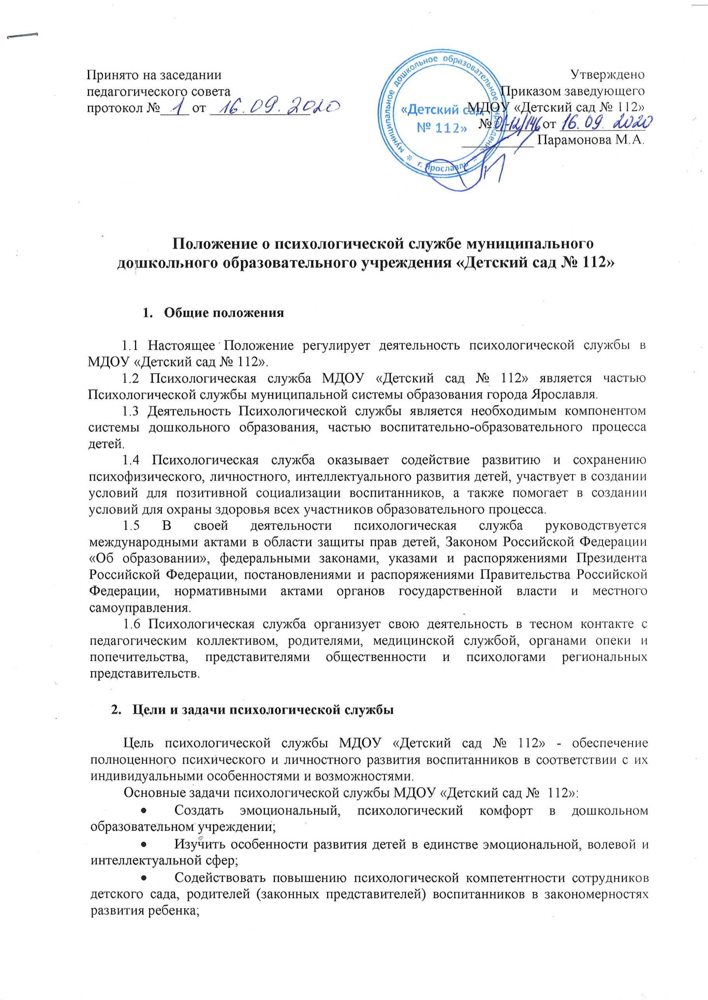 Принято на заседании
педагогического совета
протокол № 1 от 16.09.2020
муниципальное дошкольное образовательное учреждение
г. Ярославль
«Детский сад
№ 112»
Утверждено
Приказом заведующего
МДОУ «Детский сад № 112»
№ 01-12/146 от 16.09.2020
Парамонова М.А.
Положение о психологической службе муниципального
дошкольного образовательного учреждения «Детский сад № 112»
1. Общие положения
1.1 Настоящее Положение регулирует деятельность психологической службы в
МДОУ «Детский сад № 112».
1.2 Психологическая служба МДОУ «Детский сад № 112» является частью
Психологической службы муниципальной системы образования города Ярославля.
1.3 Деятельность Психологической службы является необходимым компонентом
системы дошкольного образования, частью воспитательно-образовательного процесса
детей.
1.4 Психологическая служба оказывает содействие развитию и сохранению
психофизического, личностного, интеллектуального развития детей, участвует в создании
условий для позитивной социализации воспитанников, а также помогает в создании
условий для охраны здоровья всех участников образовательного процесса.
1.5 В своей деятельности психологическая служба руководствуется
международными актами в области защиты прав детей, Законом Российской Федерации
«Об образовании», федеральными законами, указами и распоряжениями Президента
Российской Федерации, постановлениями и распоряжениями Правительства Российской
Федерации, нормативными актами органов государственной власти и местного
самоуправления.
1.6 Психологическая служба организует свою деятельность в тесном контакте с
педагогическим коллективом, родителями, медицинской службой, органами опеки и
попечительства, представителями общественности и психологами региональных
представительств.
2. Цели и задачи психологической службы
Цель психологической службы МДОУ «Детский сад № 112» - обеспечение
полноценного психического и личностного развития воспитанников в соответствии с их
индивидуальными особенностями и возможностями.
Основные задачи психологической службы МДОУ «Детский сад № 112»:
• Создать эмоциональный, психологический комфорт в дошкольном
образовательном учреждении;
• Изучить особенности развития детей в единстве эмоциональной, волевой и
интеллектуальной сфер;
• Содействовать повышению психологической компетентности сотрудников
детского сада, родителей (законных представителей) воспитанников в закономерностях
развития ребенка;